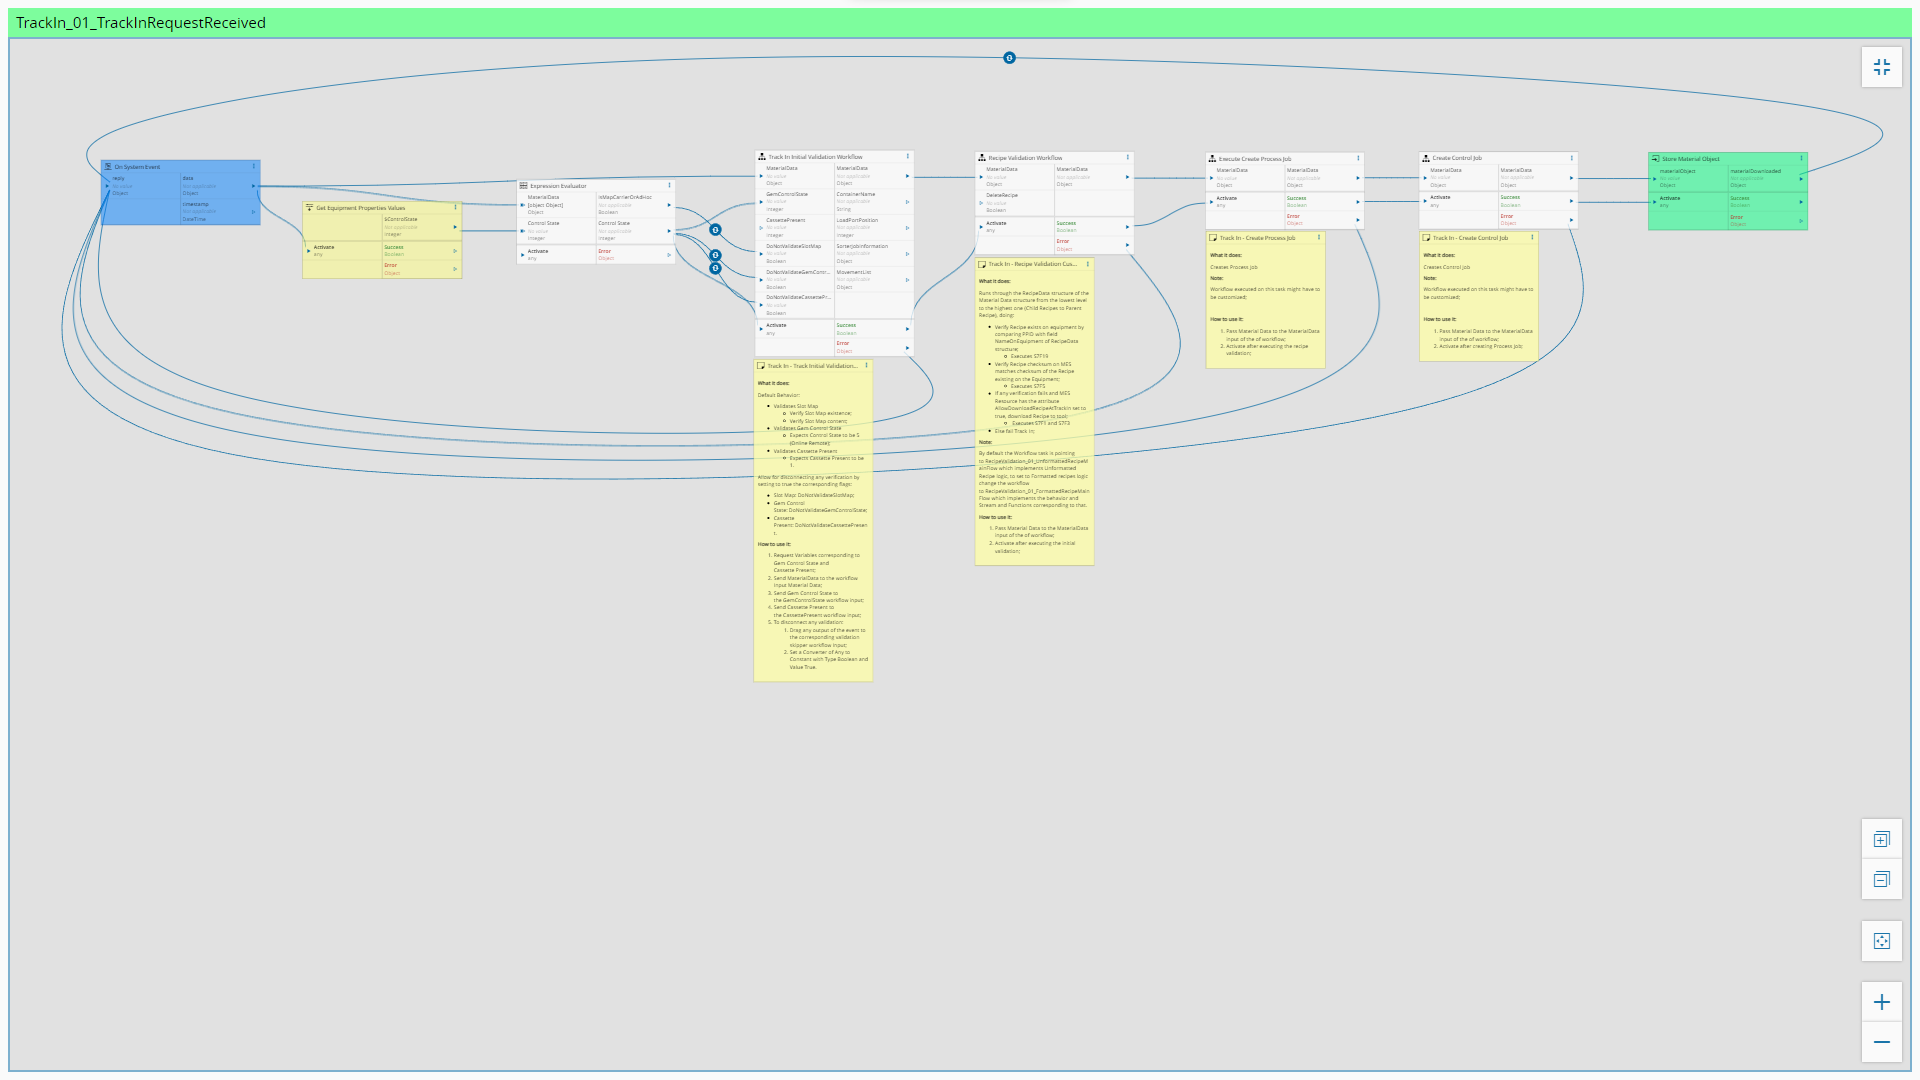 TrackIn_01_TrackInRequestReceived
On System Event
reply
No value
Object
data
Not applicable
Object
timestamp
Not applicable
DateTime
Get Equipment Properties Values
$ControlState
Not applicable
Integer
Activate
any
Success
Boolean
Error
Object
Expression Evaluator
MaterialData
[object Object]
Object
IsMapCarrierOrAdHoc
Not applicable
Boolean
Control State
No value
Integer
Control State
Not applicable
Integer
Activate
any
Error
Object
Track In Initial Validation Workflow
MaterialData
No value
Object
MaterialData
Not applicable
Object
GemControlState
No value
Integer
ContainerName
Not applicable
String
CassettePresent
No value
Integer
LoadPortPosition
Not applicable
Integer
DoNotValidateSlotMap
No value
Boolean
SorterJobInformation
Not applicable
Object
DoNotValidateGemContr...
No value
Boolean
MovementList
Not applicable
Object
DoNotValidateCassettePr...
No value
Boolean
Activate
any
Success
Boolean
Error
Object
Track In - Track Initial Validation...
What it does:
Default Behavior:
Validates Slot Map
Verify Slot Map existence;
Verify Slot Map content;
Validates Gem Control State
Expects Control State to be 5
(Online Remote);
Validates Cassette Present
Expects Cassette Present to be
1.
Allow for disconnecting any verification by
setting to true the corresponding flags:
Slot Map: DoNotValidateSlotMap;
Gem Control
State: DoNotValidateGemControlState;
Cassette
Present: DoNotValidateCassettePresen
t.
How to use it:
1. Request Variables corresponding to
Gem Control State and
Cassette Present;
2. Send MaterialData to the workflow
input Material Data;
3. Send Gem Control State to
the GemControlState workflow input;
4. Send Cassette Present to
the CassettePresent workflow input;
5. To disconnect any validation:
1. Drag any output of the event to
the corresponding validation
skipper workflow input;
2. Set a Converter of Any to
Constant with Type Boolean and
Value True.
Recipe Validation Workflow
MaterialData
No value
Object
MaterialData
Not applicable
Object
DeleteRecipe
No value
Boolean
Activate
any
Success
Boolean
Error
Object
Track In - Recipe Validation Cus...
What it does:
Runs through the RecipeData structure of the
Material Data structure from the lowest level
to the highest one (Child Recipes to Parent
Recipe), doing:
Verify Recipe exists on equipment by
comparing PPID with field
NameOnEquipment of RecipeData
structure;
Executes S7F19
Verify Recipe checksum on MES
matches checksum of the Recipe
existing on the Equipment;
Executes S7F5
If any verification fails and MES
Resource has the attribute
AllowDownloadRecipeAtTrackIn set to
true, download Recipe to tool;
Executes S7F1 and S7F3
Else fail Track In;
Note:
By default the Workflow task is pointing
to RecipeValidation_01_UnformattedRecipeM
ainFlow which implements Unformatted
Recipe logic, to set to Formatted recipes logic
change the workflow
to RecipeValidation_01_FormattedRecipeMain
Flow which implements the behavior and
Stream and Functions corresponding to that.
How to use it:
1. Pass Material Data to the MaterialData
input of the of workflow;
2. Activate after executing the initial
validation;
Execute Create Process Job
MaterialData
No value
Object
MaterialData
Not applicable
Object
Activate
any
Success
Boolean
Error
Object
Track In - Create Process Job
What it does:
Creates Process Job
Note:
Workflow executed on this task might have to
be customized;
How to use it:
1. Pass Material Data to the MaterialData
input of the of workflow;
2. Activate after executing the recipe
validation;
Create Control Job
MaterialData
No value
Object
MaterialData
Not applicable
Object
Activate
any
Success
Boolean
Error
Object
Track In - Create Control Job
What it does:
Creates Control Job
Note:
Workflow executed on this task might have to
be customized;
How to use it:
1. Pass Material Data to the MaterialData
input of the of workflow;
2. Activate after creating Process Job;
Store Material Object
materialObject
No value
Object
materialDownloaded
Not applicable
Object
Activate
any
Success
Boolean
Error
Object